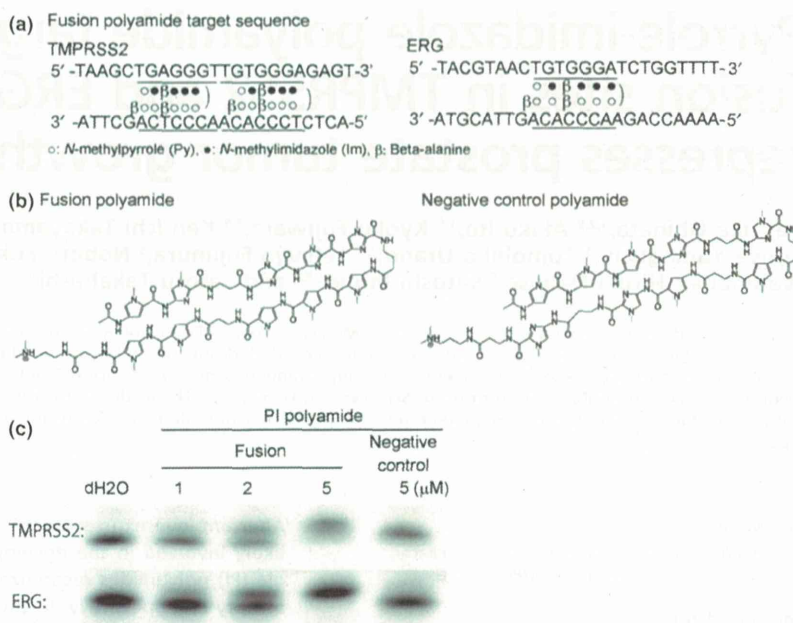 (a) Fusion polyamide target sequence
TMPRSS2
5′ -TAAGCTGAGGGTTGTGGGAGAGT-3′
3′ -ATTCGACTCCCAACACCCTCTCA-5′
ERG
5′ -TACGTAACTGTGGGATCTGGTTTT- 3′
3′ -ATGCATTGACACCCAAGACCAAAA-5′
○: N-methylpyrrole (Py), ●: N-methylimidazole (Im), β: Beta-alanine
(b) Fusion polyamide
Negative control polyamide
(c)
PI polyamide
Fusion
Negative
control
dH2O 1 2 5 5 (μM)
TMPRSS2:
ERG: